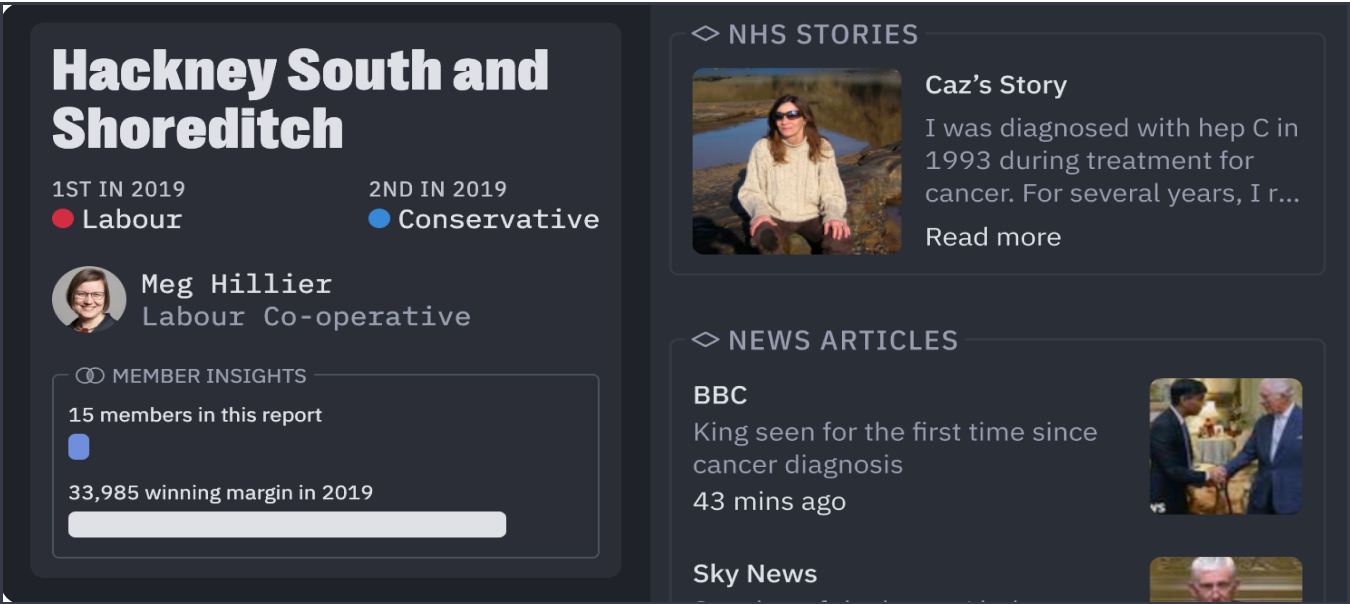 Hackney South and
Shoreditch
1ST IN 2019
Labour
2ND IN 2019
Conservative
Meg Hillier
Labour Co-operative
MEMBER INSIGHTS
15 members in this report
33,985 winning margin in 2019
NHS STORIES
Caz’s Story
I was diagnosed with hep C in
1993 during treatment for
cancer. For several years, I r...
Read more
NEWS ARTICLES
BBC
King seen for the first time since
cancer diagnosis
43 mins ago
Sky News